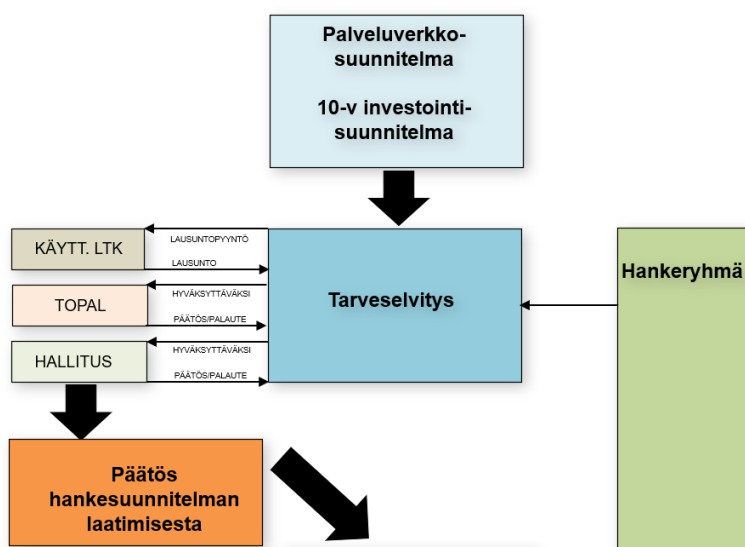 Palveluverkko-
suunnitelma
10-v investointi-
suunnitelma
KÄYTT. LTK
LAUSUNTOPYYNTÖ
LAUSUNTO
TOPAL
HYVÄKSYTTÄVÄKSI
PÄÄTÖS/PALAUTE
HALLITUS
HYVÄKSYTTÄVÄKSI
PÄÄTÖS/PALAUTE
Tarveselvitys
Hankeryhmä
Päätös
hankesuunnitelman
laatimisesta